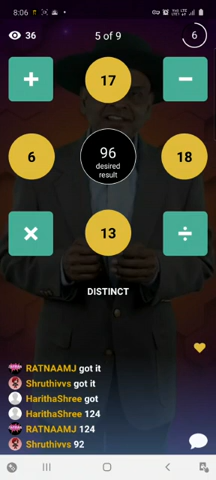 8:06
36
5 of 9
6
+
17
−
6
96
desired
result
18
×
13
÷
DISTINCT
RATNAAMJ got it
Shruthivvs got it
HarithaShree got
HarithaShree 124
RATNAAMJ 124
Shruthivvs 92